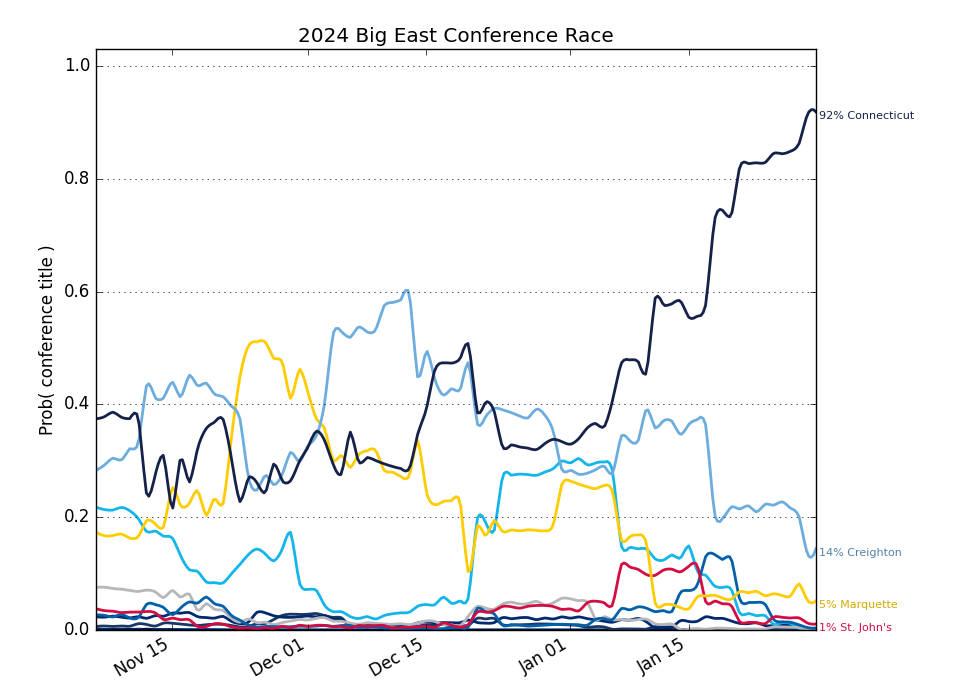 2024 Big East Conference Race
Prob( conference title )
1.0
0.8
0.6
0.4
0.2
0.0
Nov 15
Dec 01
Dec 15
Jan 01
Jan 15
92% Connecticut
14% Creighton
5% Marquette
1% St. John's